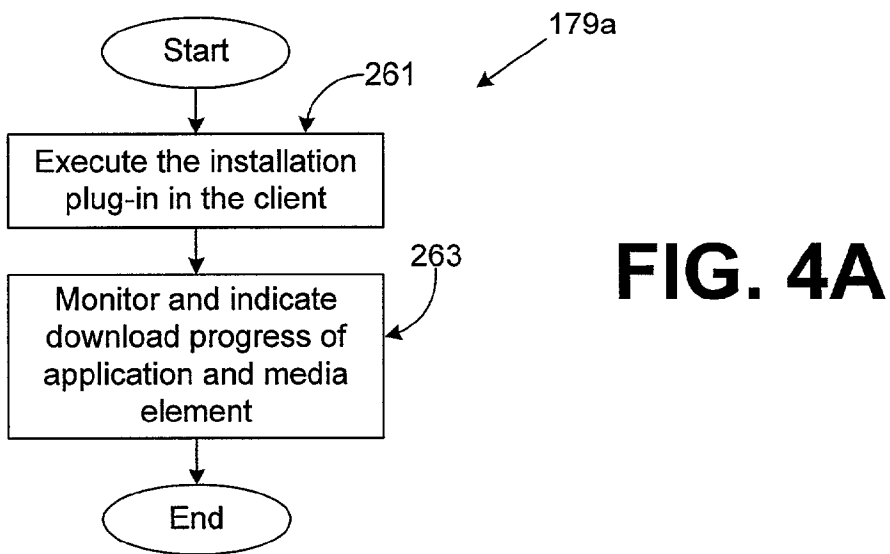 179a
Start
261
Execute the installation
plug-in in the client
263
Monitor and indicate
download progress of
application and media
element
End
FIG. 4A